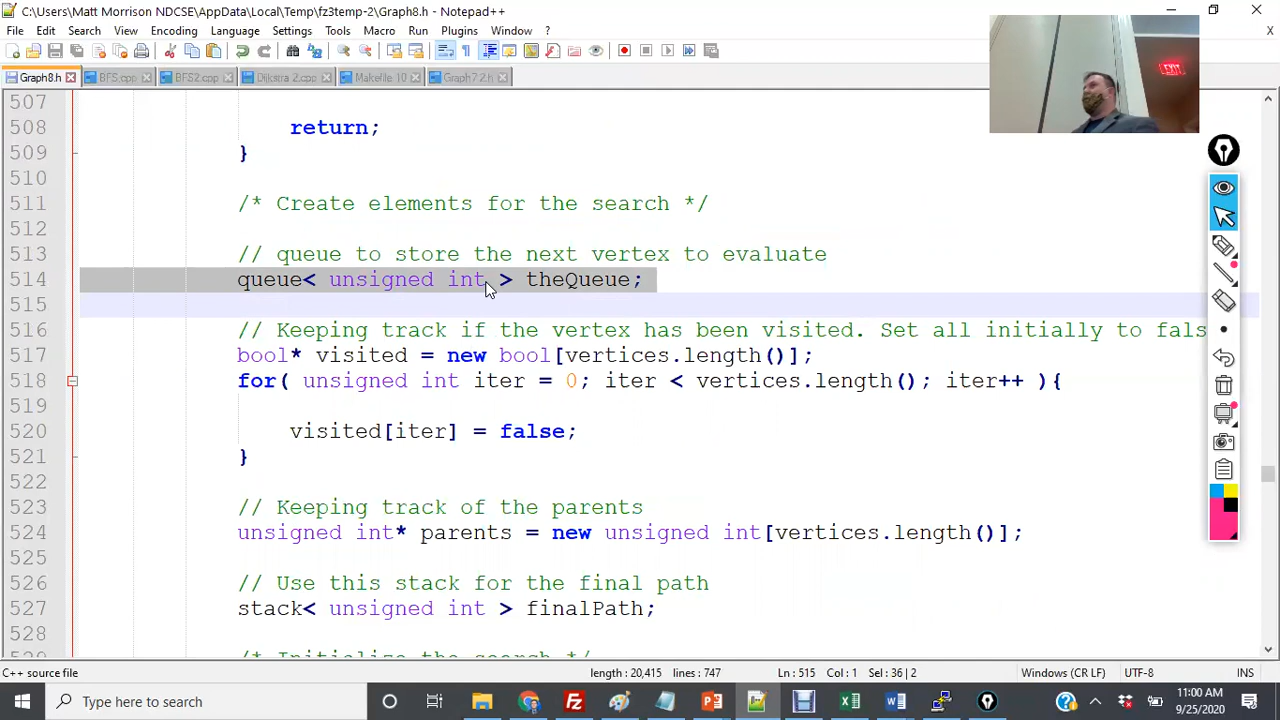 C:\Users\Matt Morrison NDCSE\AppData\Local\Temp\fz3temp-2\Graph8.h - Notepad++
File Edit Search View Encoding Language Settings Tools Macro Run Plugins Window ? X
Graph8.h BFS.cpp BFS2.cpp Dijkstra 2.cpp Makefile 10 Graph7 2.h
507
508 return;
509 }
510
511 /* Create elements for the search */
512
513 // queue to store the next vertex to evaluate
514 queue< unsigned int > theQueue;
515
516 // Keeping track if the vertex has been visited. Set all initially to fals
517 bool* visited = new bool[vertices.length()];
518 for( unsigned int iter = 0; iter < vertices.length(); iter++ ){
519
520 visited[iter] = false;
521 }
522
523 // Keeping track of the parents
524 unsigned int* parents = new unsigned int[vertices.length()];
525
526 // Use this stack for the final path
527 stack< unsigned int > finalPath;
528
529 /* Initialize the search */
EXIT
C++ source file length : 20,415 lines : 747 Ln : 515 Col : 1 Sel : 36 | 2 Windows (CR LF) UTF-8 INS
Type here to search
11:00 AM
9/25/2020